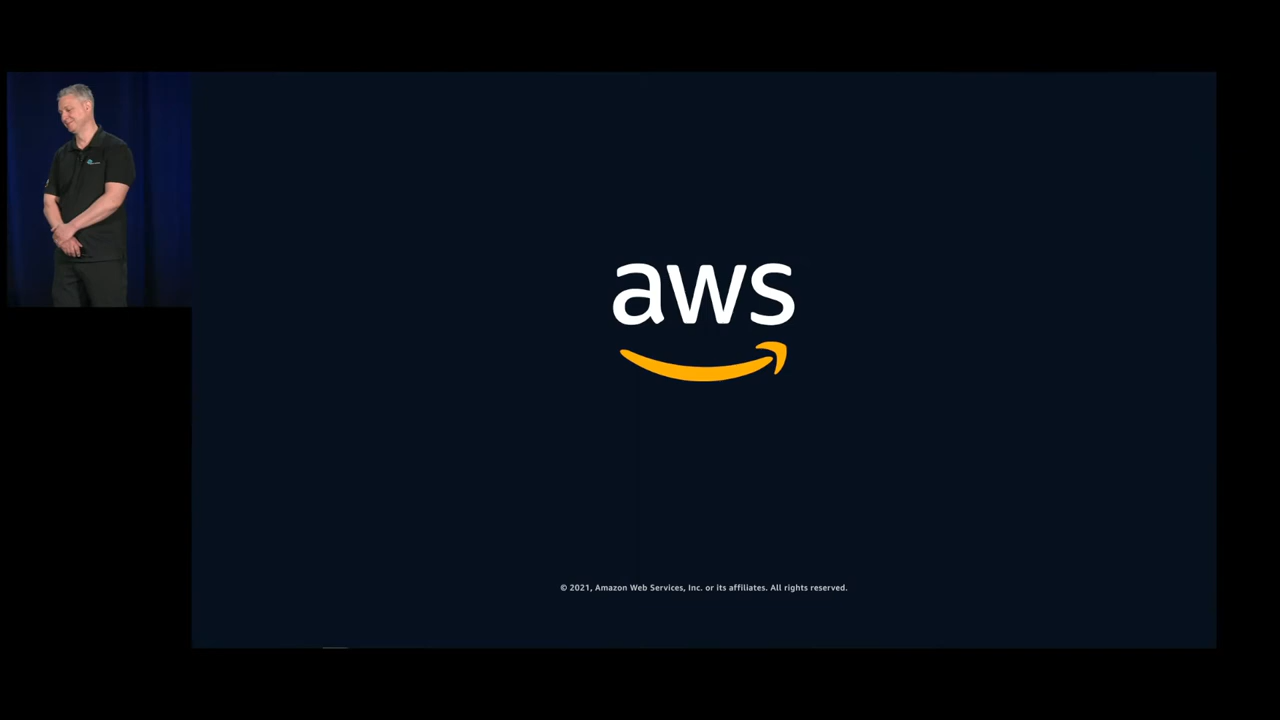 aws
© 2021, Amazon Web Services, Inc. or its affiliates. All rights reserved.